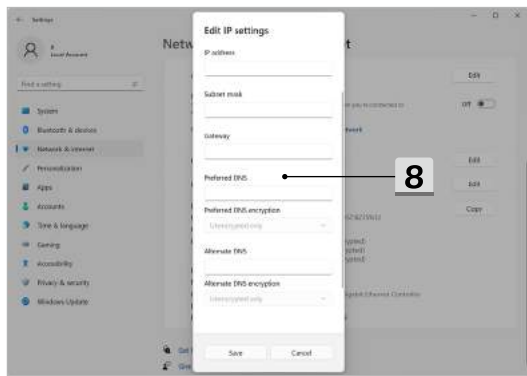 Settings
Local Account
Find a setting
System
Bluetooth & devices
Network & internet
Personalization
Apps
Accounts
Time & language
Gaming
Accessibility
Privacy & security
Windows Update
Netw
t
Edit
Off
Edit
Edit
Copy
Edit IP settings
IP address
Subnet mask
Gateway
Preferred DNS
8
Preferred DNS encryption
Unencrypted only
Alternate DNS
Alternate DNS encryption
Unencrypted only
Save
Cancel
Get
Give